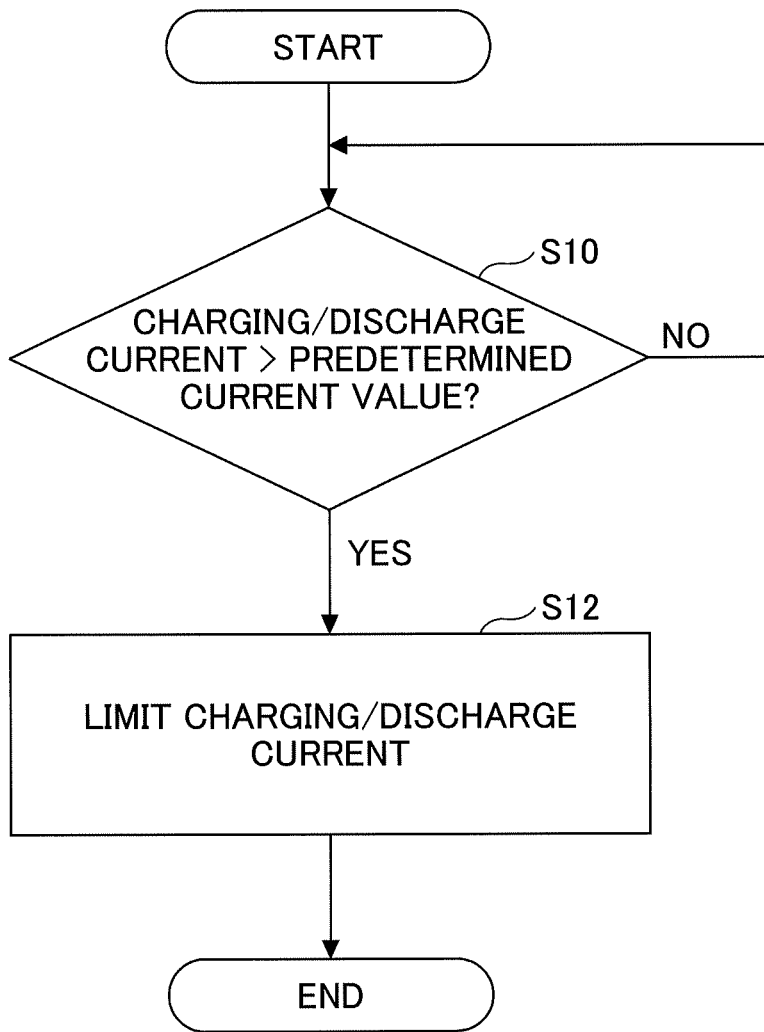 START
S10
CHARGING/DISCHARGE
CURRENT > PREDETERMINED
CURRENT VALUE?
NO
YES
S12
LIMIT CHARGING/DISCHARGE
CURRENT
END